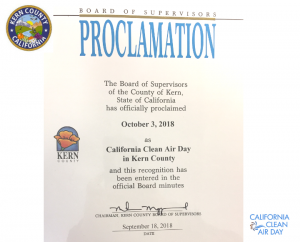 KERN COUNTY
CALIFORNIA
BOARD OF SUPERVISORS
PROCLAMATION
The Board of Supervisors
of the County of Kern,
State of California
has officially proclaimed
October 3, 2018
as
California Clean Air Day
in Kern County
and this recognition has
been entered in the
official Board minutes
KERN
COUNTY
CHAIRMAN, KERN COUNTY BOARD OF SUPERVISORS
September 18, 2018
DATE
CALIFORNIA
CLEAN
AIR DAY